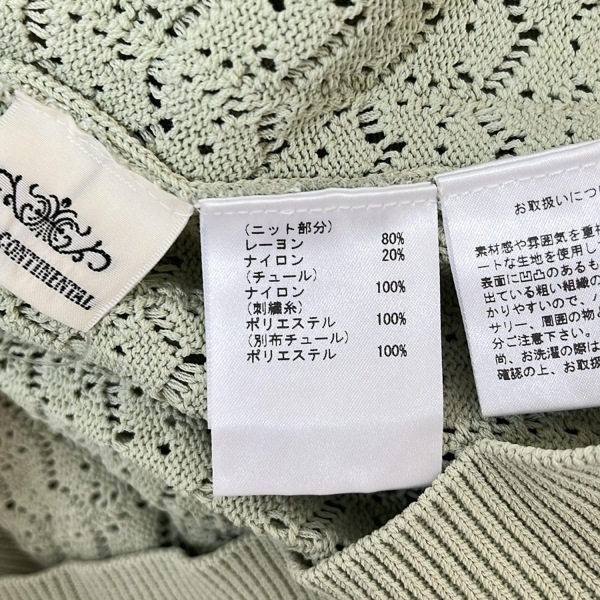 CONTINENTAL
(ニット部分)
レーヨン 80%
ナイロン 20%
(チュール)
ナイロン 100%
(刺繍糸)
ポリエステル 100%
(別布チュール)
ポリエステル 100%
お取扱いについ
素材感や雰囲気を重視
ートな生地を使用して
表面に凹凸のあるもの
出ている粗い組織の
かりやすいので、バ
サリー、周囲の物と
分ご注意下さい。
尚、お洗濯の際は
確認の上、お取扱